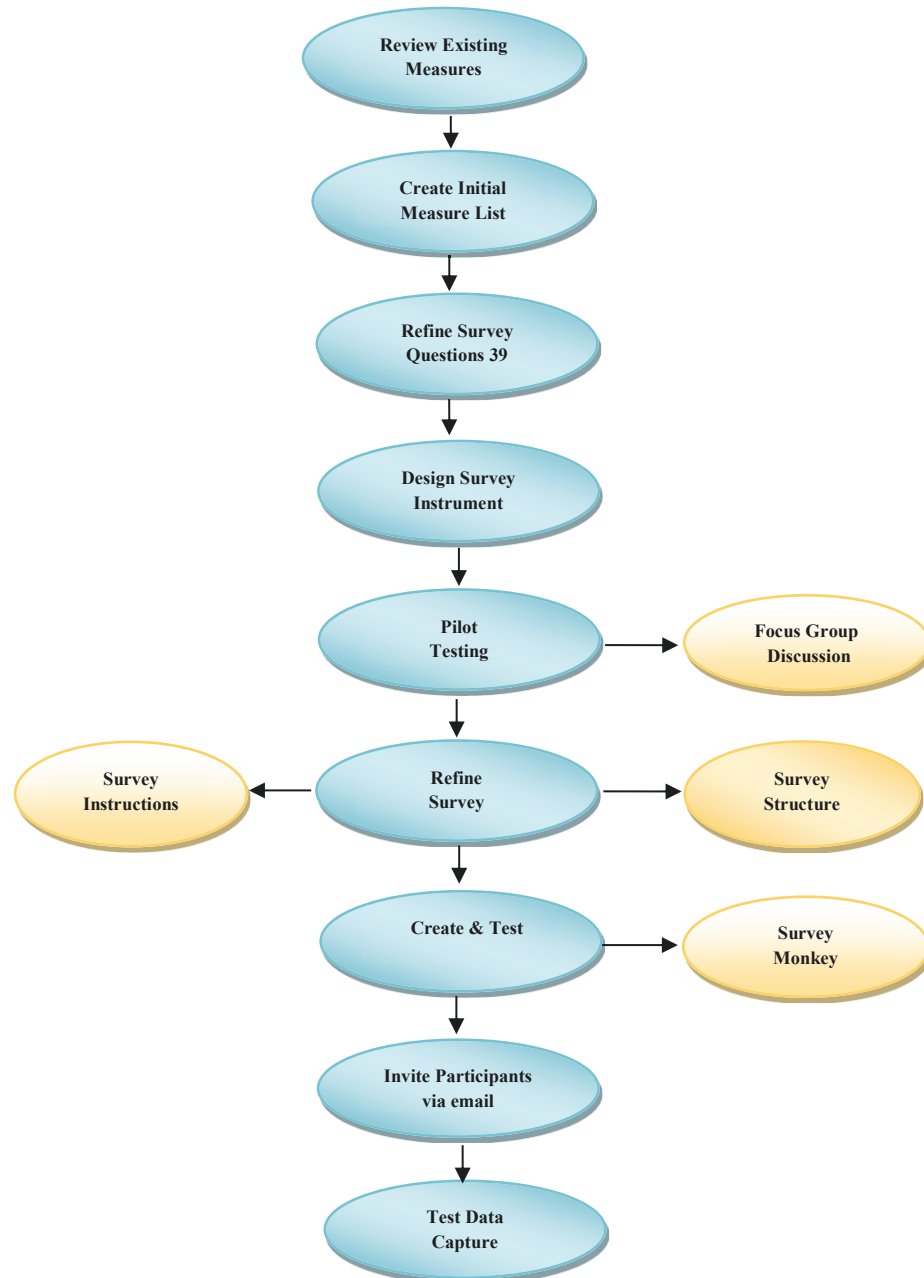 Review Existing
Measures
Create Initial
Measure List
Refine Survey
Questions 39
Design Survey
Instrument
Pilot
Testing
Focus Group
Discussion
Survey
Instructions
Refine
Survey
Survey
Structure
Create & Test
Survey
Monkey
Invite Participants
via email
Test Data
Capture